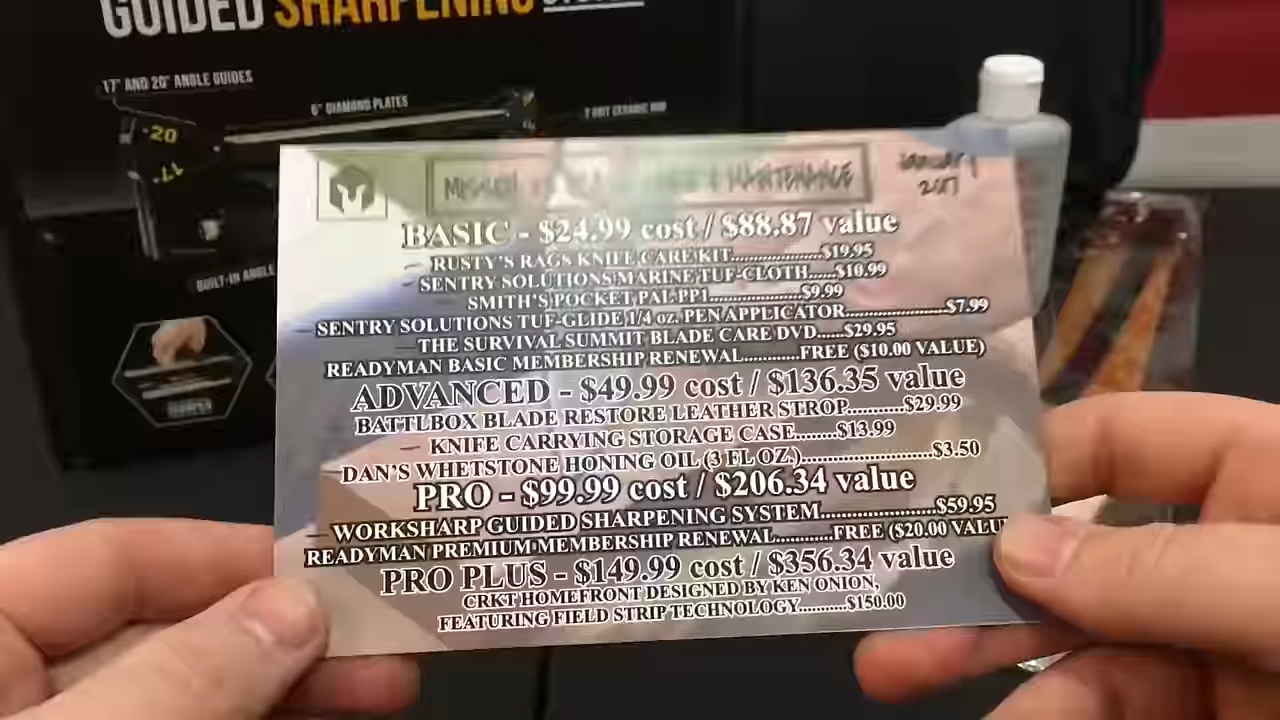 GUIDED SHARPENING
17° AND 20° ANGLE GUIDES
6" DIAMOND PLATES
20
17
BUILT-IN ANGLE
& MAINTENANCE
January
2017
BASIC - $24.99 cost / $88.87 value
— RUSTY'S RAGS KNIFE CARE KIT..................$19.95
— SENTRY SOLUTIONS MARINE TUF-CLOTH......$10.99
— SMITH'S POCKET PAL PP1...................$9.99
— SENTRY SOLUTIONS TUF-GLIDE 1/4 oz. PEN APPLICATOR....................$7.99
— THE SURVIVAL SUMMIT BLADE CARE DVD......$29.95
READYMAN BASIC MEMBERSHIP RENEWAL............FREE ($10.00 VALUE)
ADVANCED - $49.99 cost / $136.35 value
BATTLBOX BLADE RESTORE LEATHER STROP...........$29.99
— KNIFE CARRYING STORAGE CASE........$13.99
— DAN'S WHETSTONE HONING OIL (3 FL OZ.)..........................$3.50
PRO - $99.99 cost / $206.34 value
— WORKSHARP GUIDED SHARPENING SYSTEM.......................$59.95
READYMAN PREMIUM MEMBERSHIP RENEWAL............FREE ($20.00 VALU
PRO PLUS - $149.99 cost / $356.34 value
CRKT HOMEFRONT DESIGNED BY KEN ONION,
FEATURING FIELD STRIP TECHNOLOGY..........$150.00